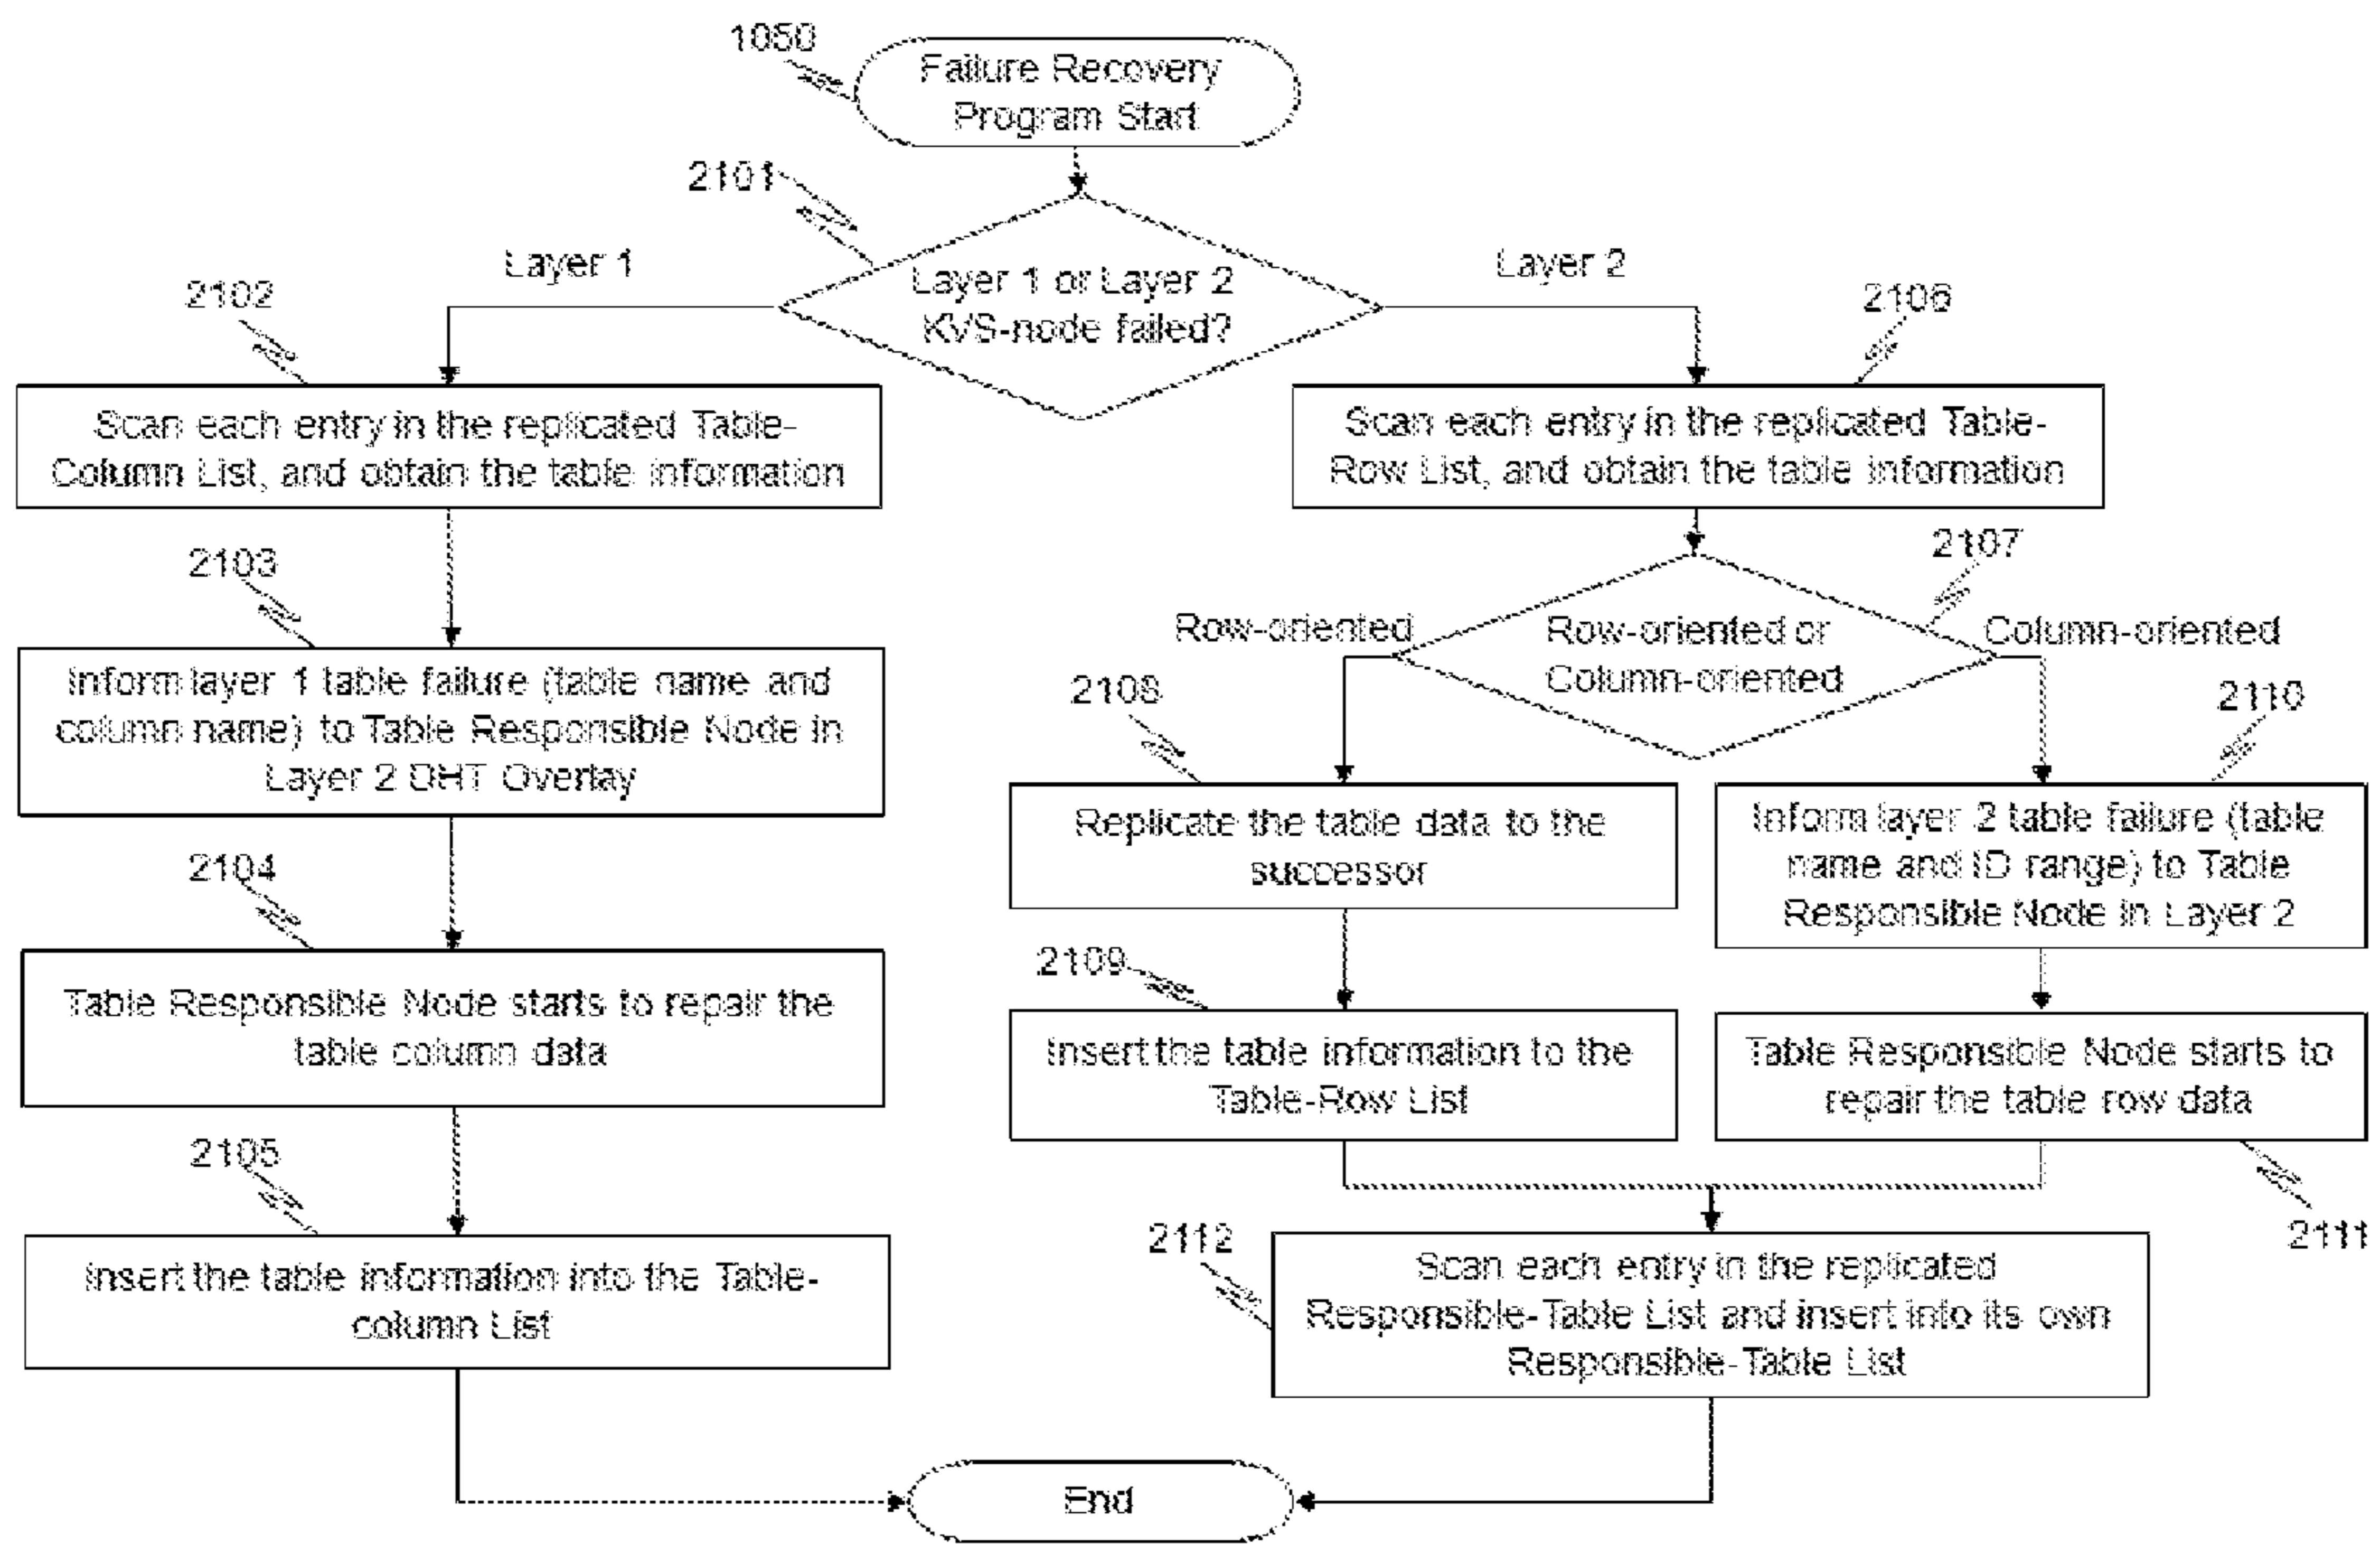 1050
Failure Recovery
Program Start
2101
Layer 1 or Layer 2
KVS-node failed?
Layer 1
Layer 2
2102
Scan each entry in the replicated Table-
Column List, and obtain the table information
2103
Inform layer 1 table failure (table name and
column name) to Table Responsible Node in
Layer 2 DHT Overlay
2104
Table Responsible Node starts to repair the
table column data
2105
Insert the table information into the Table-
column List
2106
Scan each entry in the replicated Table-
Row List, and obtain the table information
2107
Row-oriented or
Column-oriented
Row-oriented
Column-oriented
2108
Replicate the table data to the
successor
2109
Insert the table information to the
Table-Row List
2110
Inform layer 2 table failure (table
name and ID range) to Table
Responsible Node in Layer 2
Table Responsible Node starts to
repair the table row data
2111
2112
Scan each entry in the replicated
Responsible-Table List and insert into its own
Responsible-Table List
End